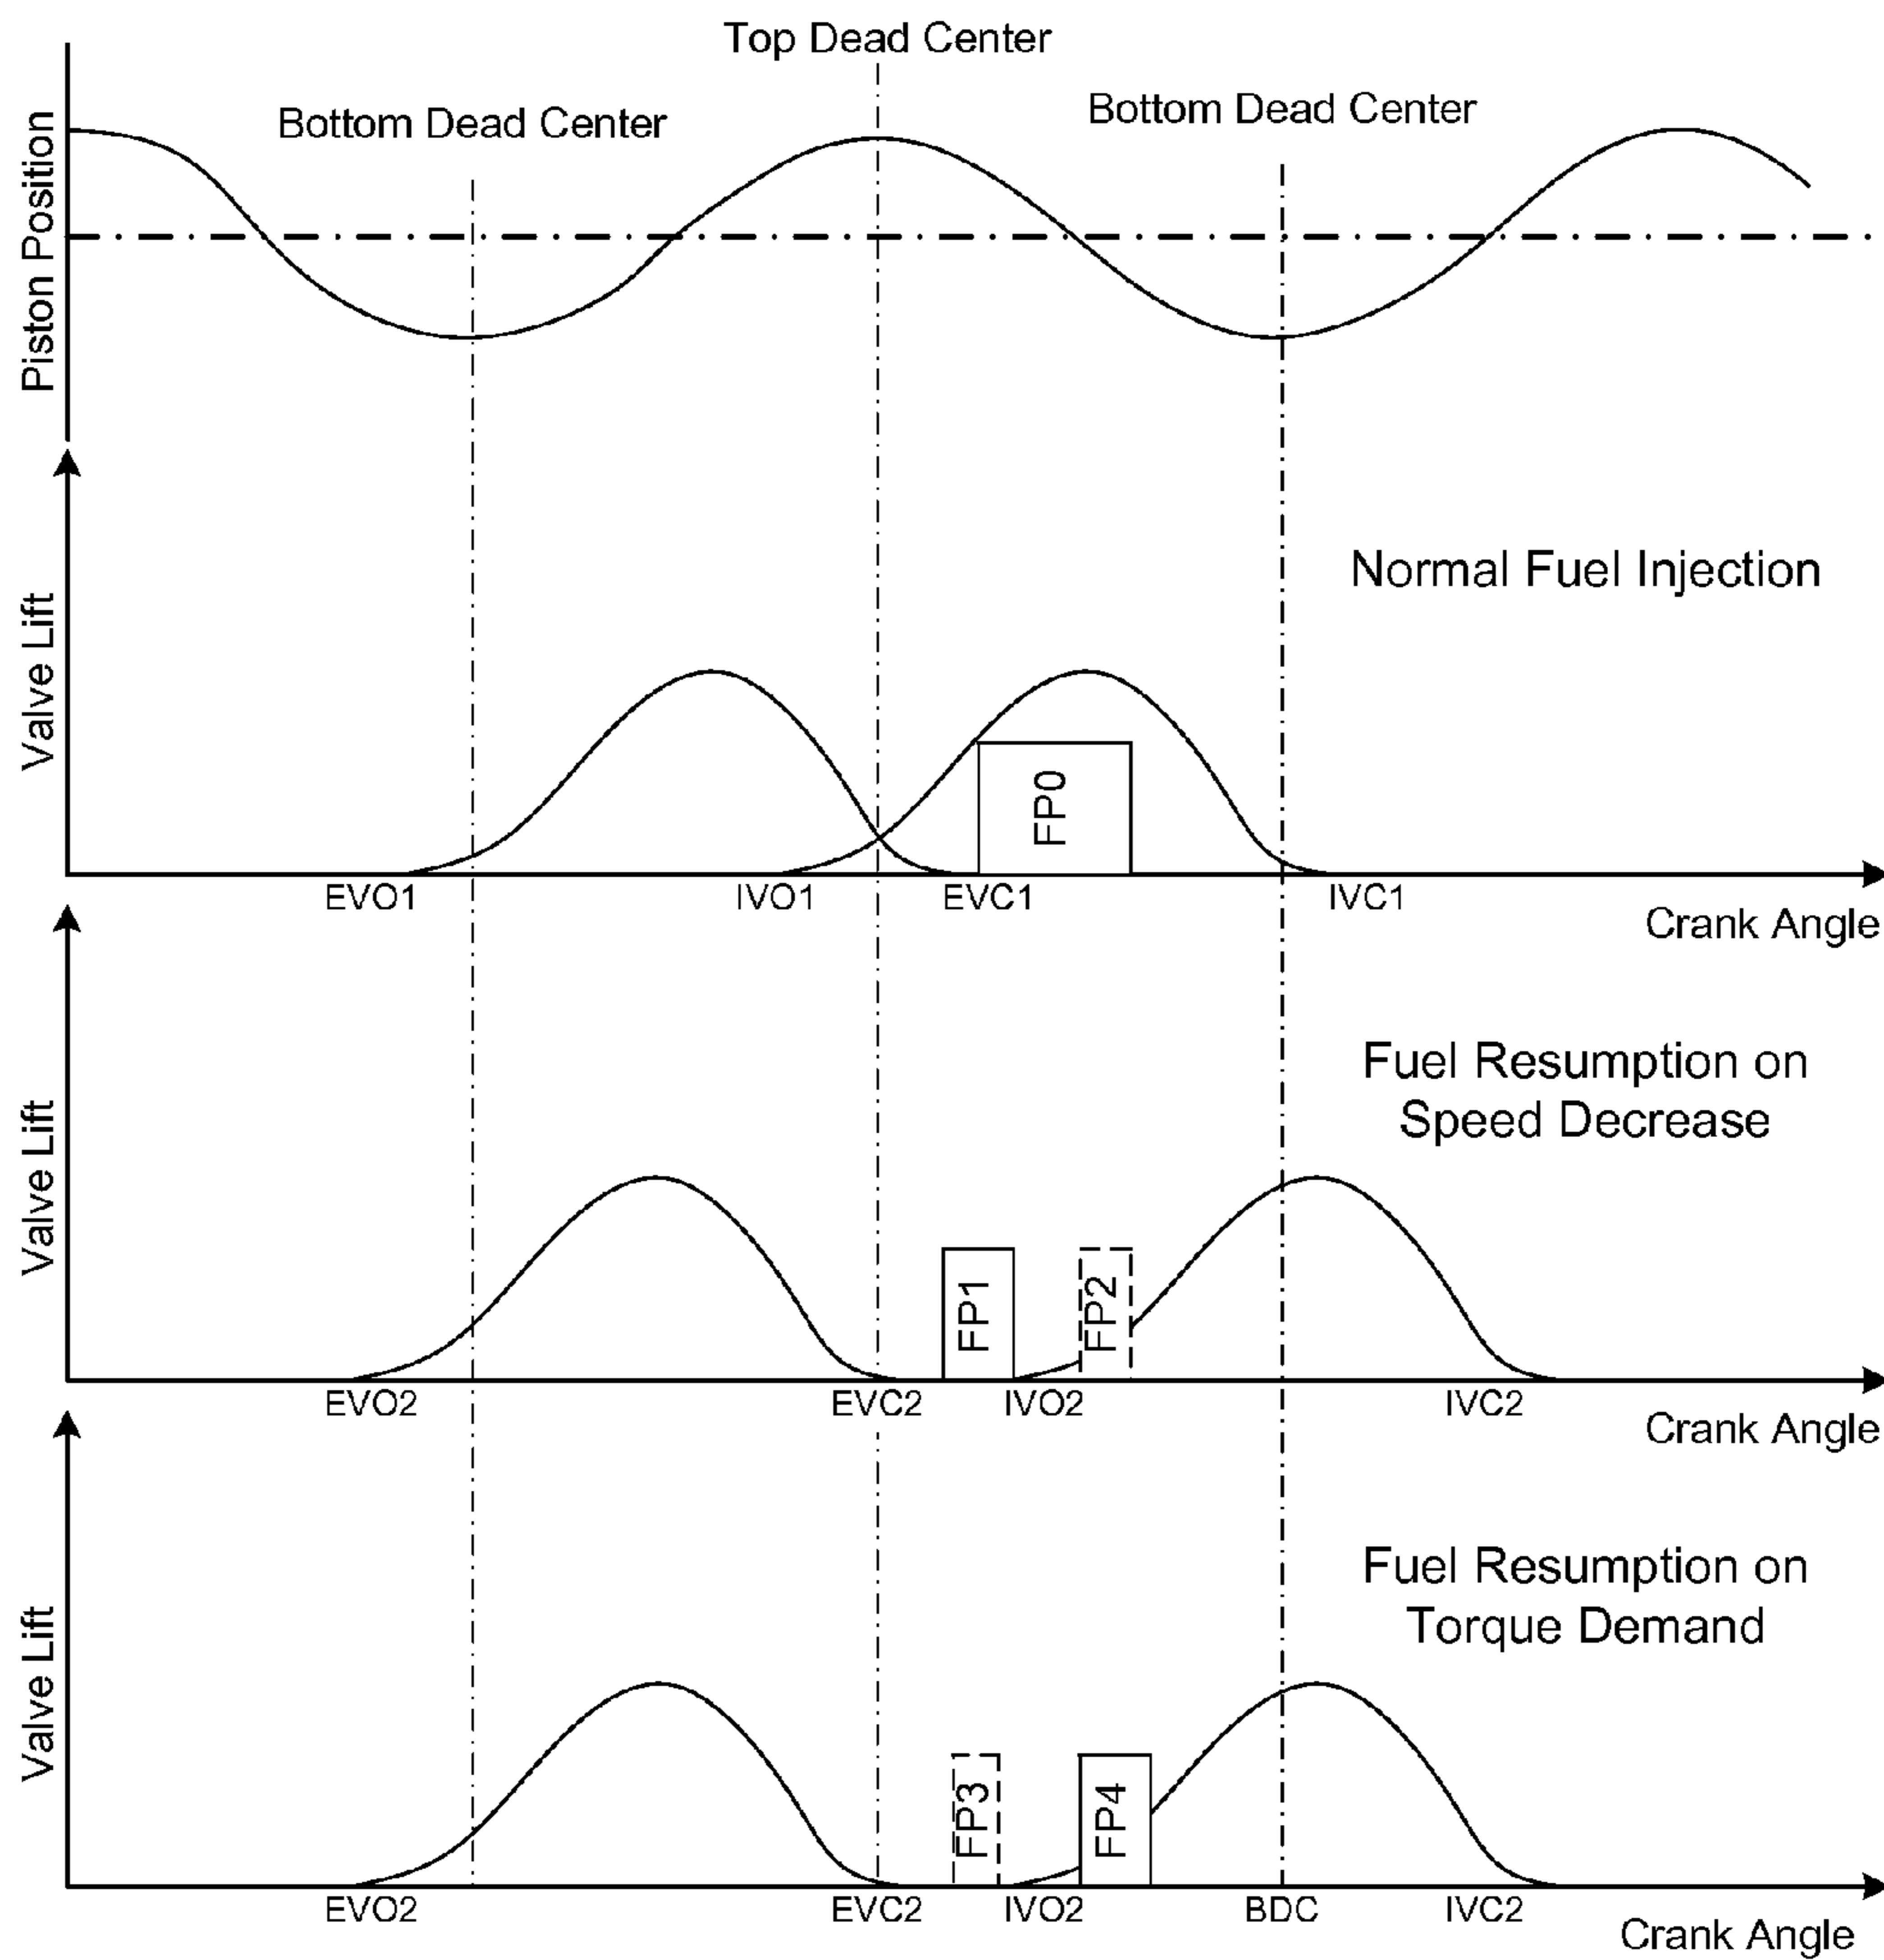 Top Dead Center
Bottom Dead Center
Bottom Dead Center
Piston Position
Normal Fuel Injection
Valve Lift
FP0
EVO1
IVO1
EVC1
IVC1
Crank Angle
Fuel Resumption on
Speed Decrease
Valve Lift
FP1
FP2
EVO2
EVC2
IVO2
IVC2
Crank Angle
Fuel Resumption on
Torque Demand
Valve Lift
FP3
FP4
EVO2
EVC2
IVO2
BDC
IVC2
Crank Angle